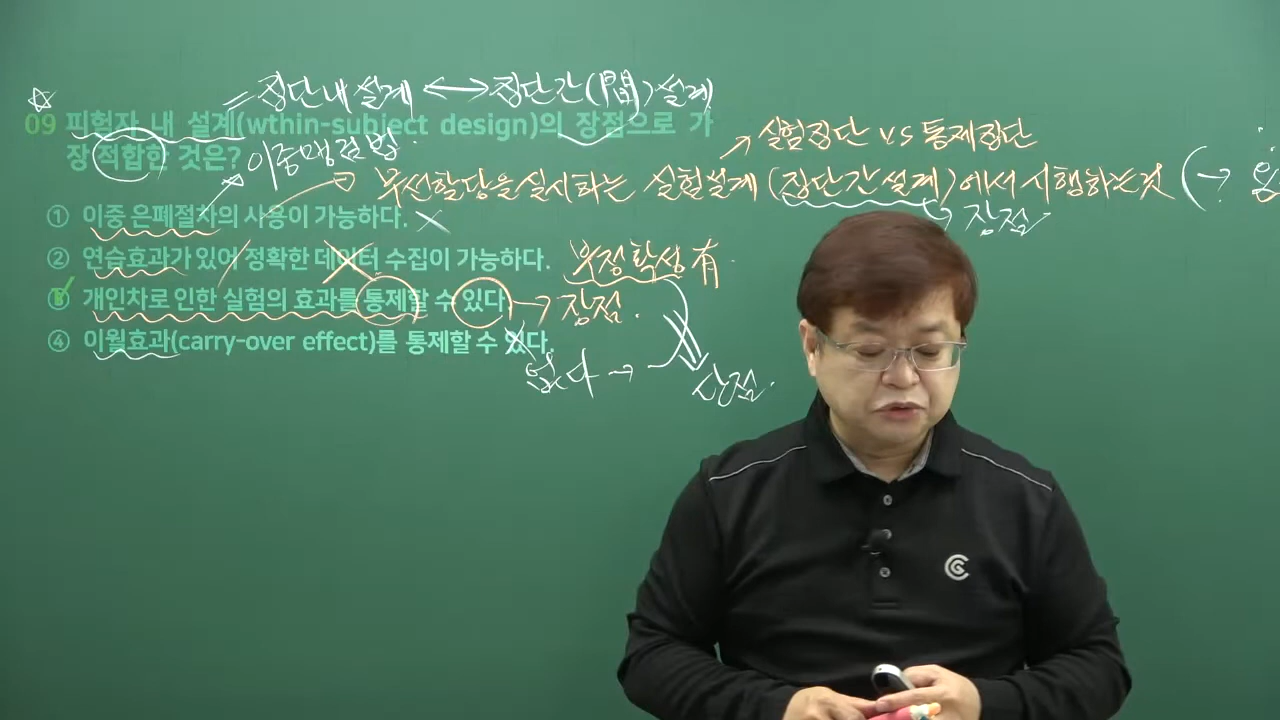 = 집단내 설계 ↔ 집단간(間) 설계
☆
09 피험자 내 설계(wthin-subject design)의 장점으로 가
장 적합한 것은?
이중맹검법.
→ 실험집단 vs 통제집단
→ 무선할당을 실시하는 실험설계(집단간 설계)에서 시행하는것 (→
→ 장점
① 이중 은폐절차의 사용이 가능하다. ×
② 연습효과가 있어 정확한 데이터 수집이 가능하다. 부정확성 有.
③ 개인차로 인한 실험의 효과를 통제할 수 있다. → 장점.
④ 이월효과(carry-over effect)를 통제할 수 있다.
없다 →
단점.